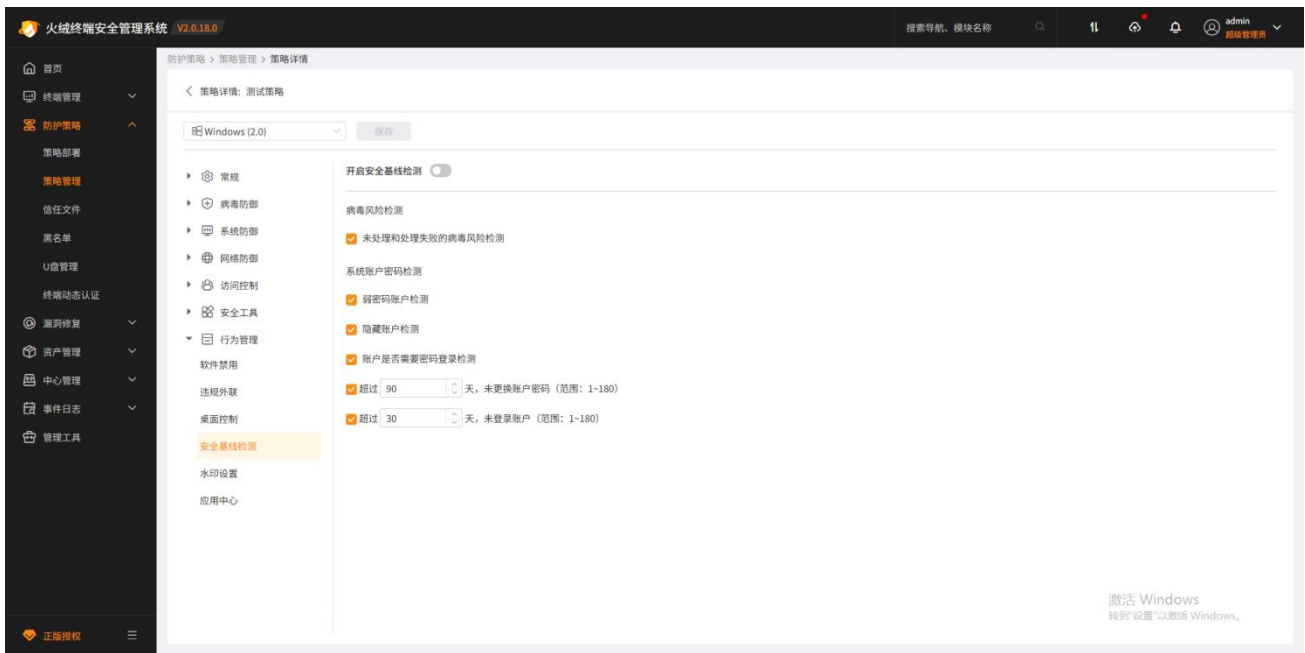 火绒终端安全管理系统 V2.0.18.0
搜索导航、模块名称
admin
超级管理员
首页
终端管理
防护策略
策略部署
策略管理
信任文件
黑名单
U盘管理
终端动态认证
漏洞修复
资产管理
中心管理
事件日志
管理工具
正版授权
防护策略 > 策略管理 > 策略详情
策略详情: 测试策略
Windows (2.0)
保存
常规
病毒防御
系统防御
网络防御
访问控制
安全工具
行为管理
软件禁用
违规外联
桌面控制
安全基线检测
水印设置
应用中心
开启安全基线检测
病毒风险检测
未处理和处理失败的病毒风险检测
系统账户密码检测
弱密码账户检测
隐藏账户检测
账户是否需要密码登录检测
超过 90 天，未更换账户密码（范围：1~180）
超过 30 天，未登录账户（范围：1~180）
激活 Windows
转到"设置"以激活 Windows。